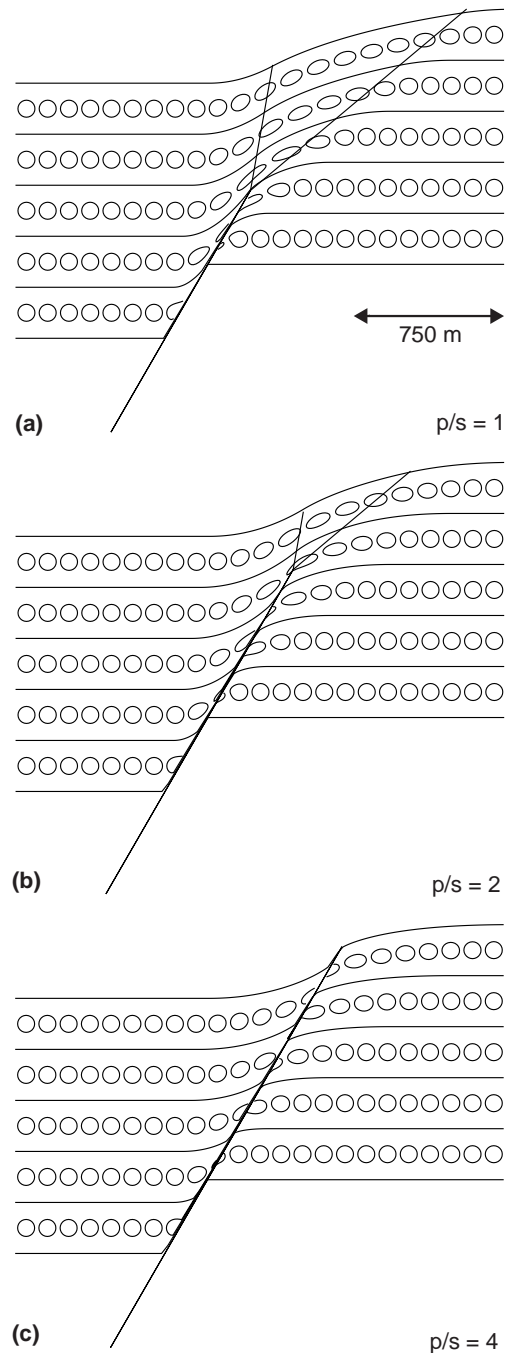 750 m
(a) p/s = 1
(b) p/s = 2
(c) p/s = 4